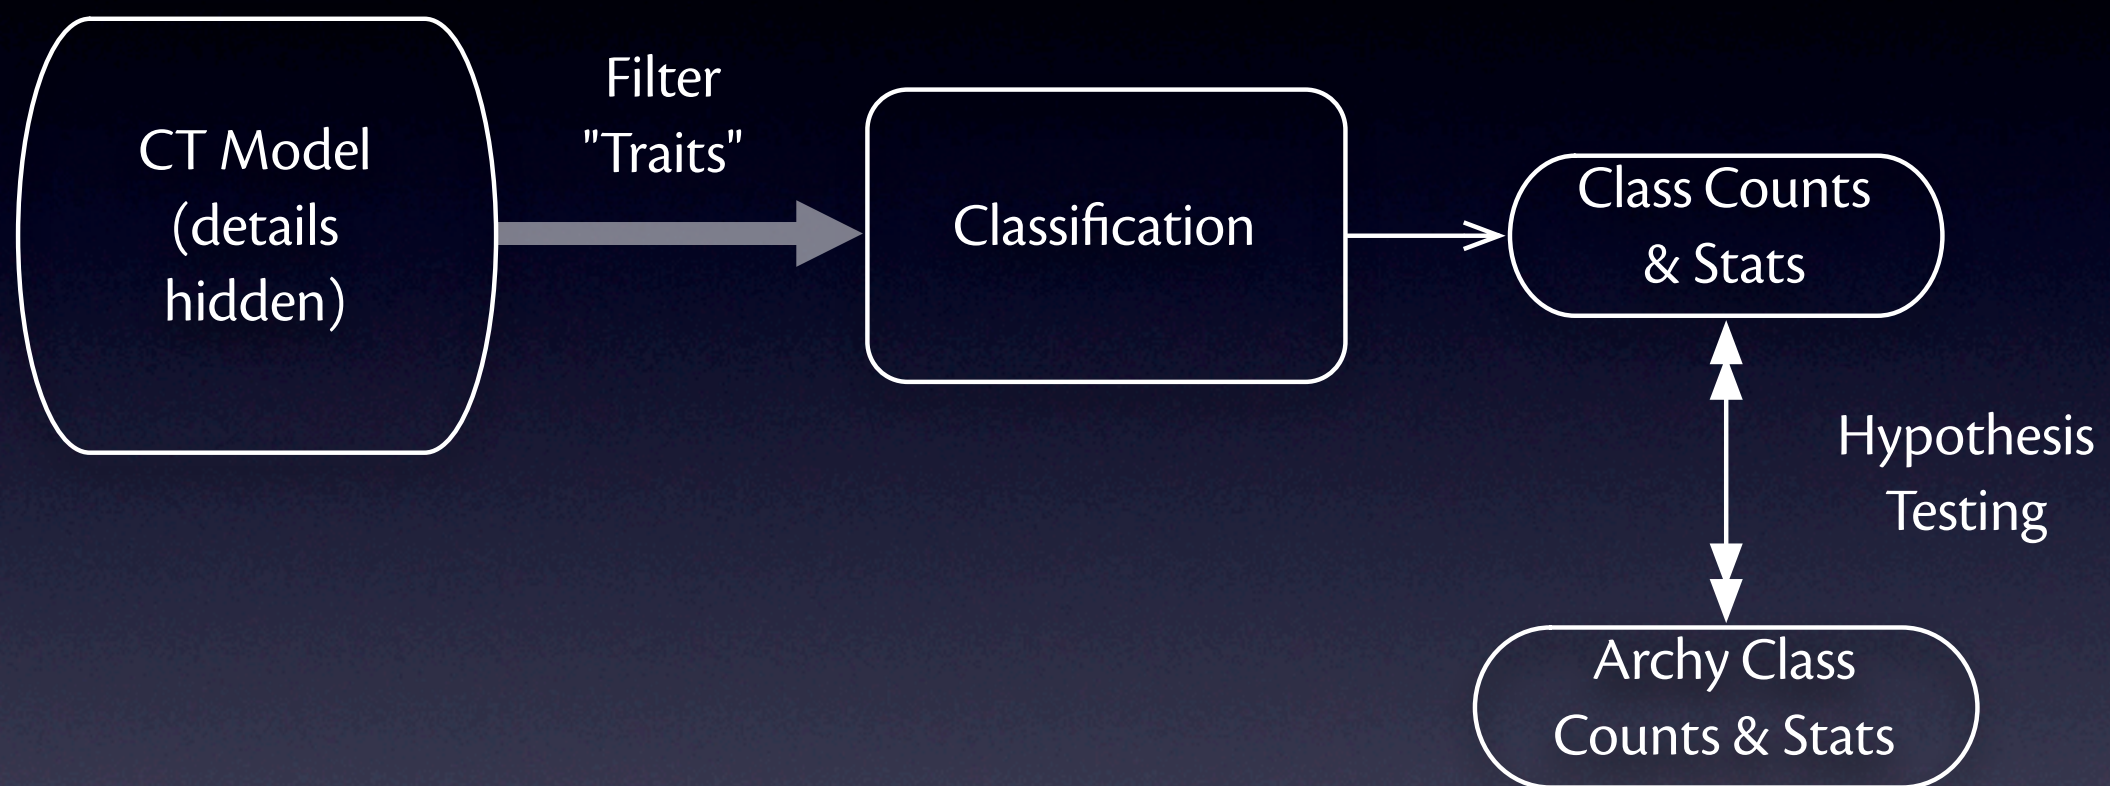 CT Model
(details
hidden)
Filter
"Traits"
Classification
Class Counts
& Stats
Hypothesis
Testing
Archy Class
Counts & Stats